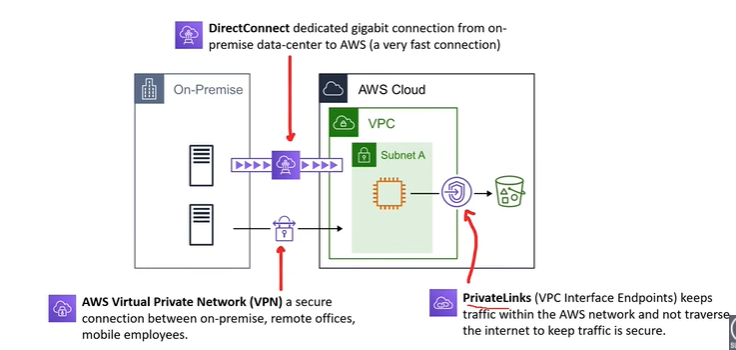 DirectConnect dedicated gigabit connection from on-
premise data-center to AWS (a very fast connection)
On-Premise
AWS Cloud
VPC
Subnet A
AWS Virtual Private Network (VPN) a secure
connection between on-premise, remote offices,
mobile employees.
PrivateLinks (VPC Interface Endpoints) keeps
traffic within the AWS network and not traverse
the internet to keep traffic is secure.